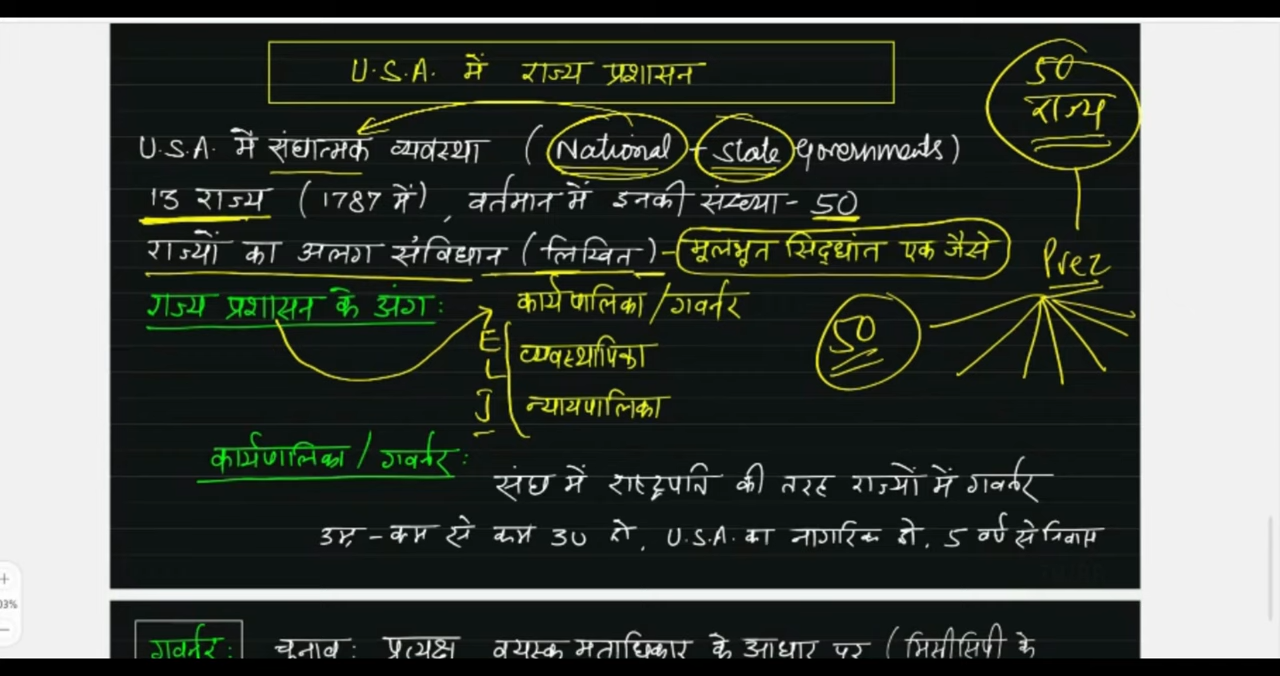 U.S.A. में राज्य प्रशासन
50
राज्य
U.S.A. में संघात्मक व्यवस्था ( National + State Governments)
13 राज्य ( 1787 में) , वर्तमान में इनकी संख्या - 50
राज्यों का अलग संविधान ( लिखित ) - मूलभूत सिद्धांत एक जैसे
Prez
राज्य प्रशासन के अंग: कार्यपालिका / गवर्नर
50
E व्यवस्थापिका
L
J न्यायपालिका
कार्यपालिका / गवर्नर :
संघ में राष्ट्रपति की तरह राज्यों में गवर्नर
उम्र - कम से कम 30 हो, U.S.A. का नागरिक हो, 5 वर्ष से निवास
गवर्नर: चुनाव: प्रत्यक्ष वयस्क मताधिकार के आधार पर ( मिसीसिपी के
+
03%
-